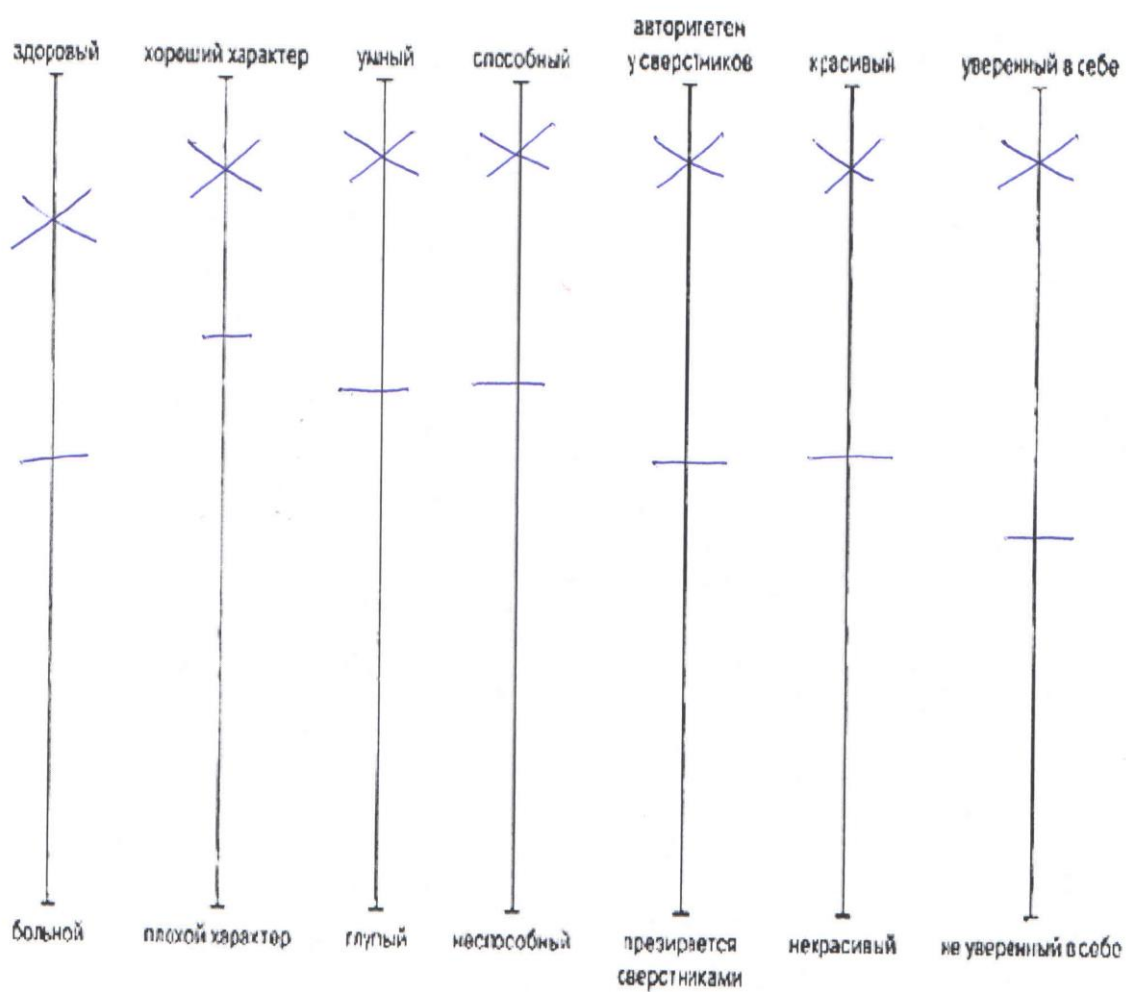 здоровый
хороший характер
умный
способный
авторитетен
у сверстников
красивый
уверенный в себе
больной
плохой характер
глупый
неспособный
презирается
сверстниками
некрасивый
не уверенный в себе